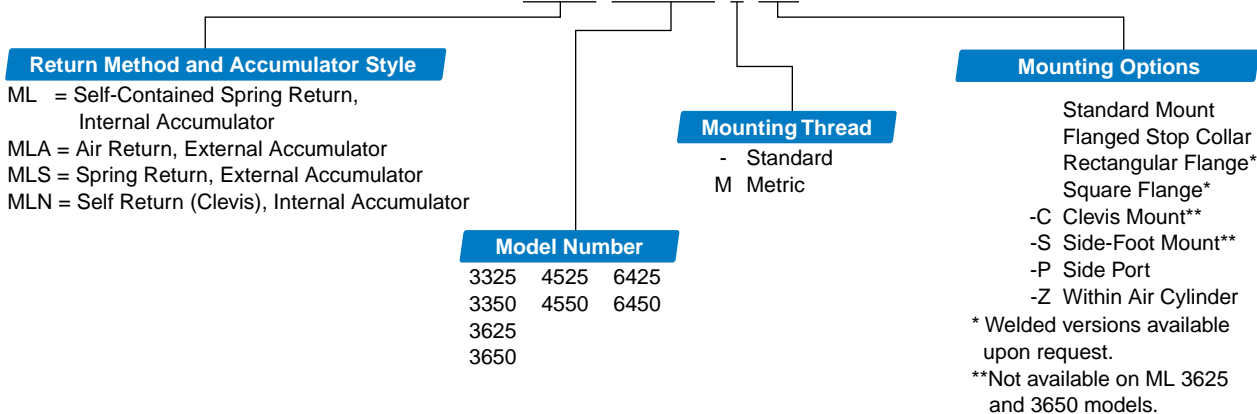 Return Method and Accumulator Style
ML = Self-Contained Spring Return,
Internal Accumulator
MLA = Air Return, External Accumulator
MLS = Spring Return, External Accumulator
MLN = Self Return (Clevis), Internal Accumulator
Model Number
3325 4525 6425
3350 4550 6450
3625
3650
Mounting Thread
- Standard
M Metric
Mounting Options
Standard Mount
Flanged Stop Collar
Rectangular Flange*
Square Flange*
-C Clevis Mount**
-S Side-Foot Mount**
-P Side Port
-Z Within Air Cylinder
* Welded versions available
upon request.
**Not available on ML 3625
and 3650 models.